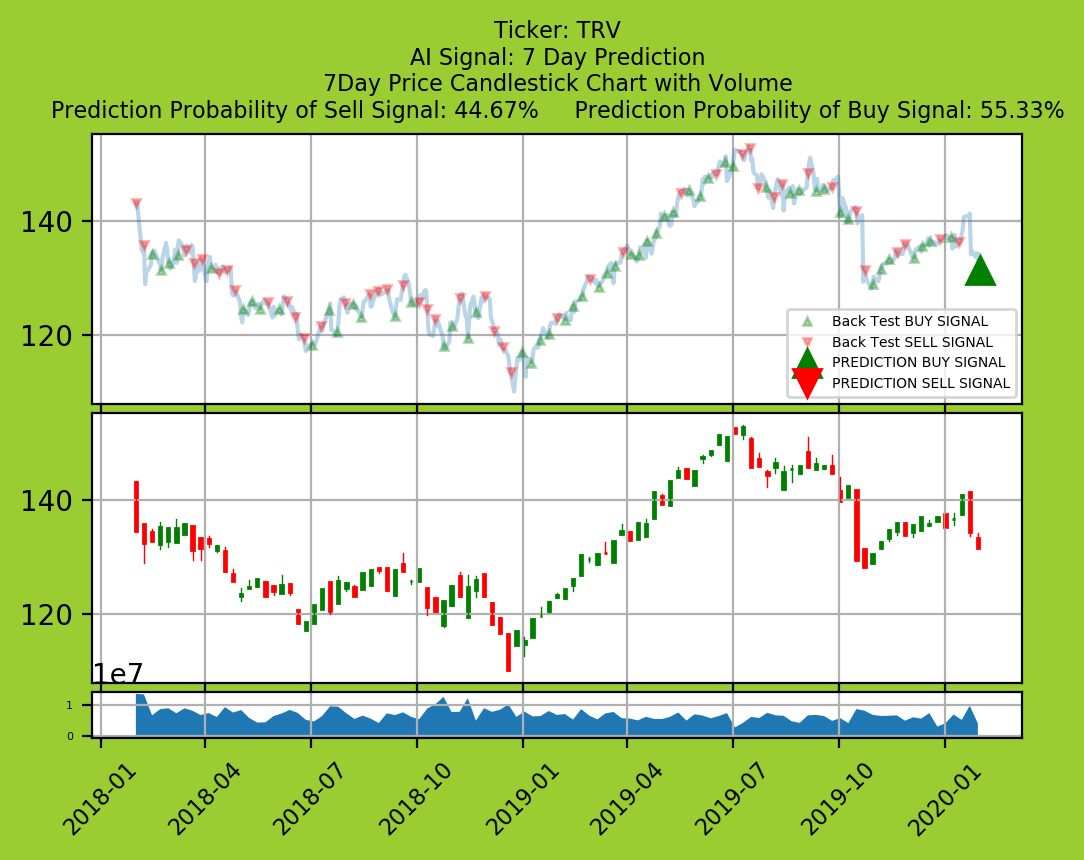 Ticker: TRV
AI Signal: 7 Day Prediction
7Day Price Candlestick Chart with Volume
Prediction Probability of Sell Signal: 44.67%     Prediction Probability of Buy Signal: 55.33%
140
120
Back Test BUY SIGNAL
Back Test SELL SIGNAL
PREDICTION BUY SIGNAL
PREDICTION SELL SIGNAL
140
120
1e7
1
0
2018-01 2018-04 2018-07 2018-10 2019-01 2019-04 2019-07 2019-10 2020-01